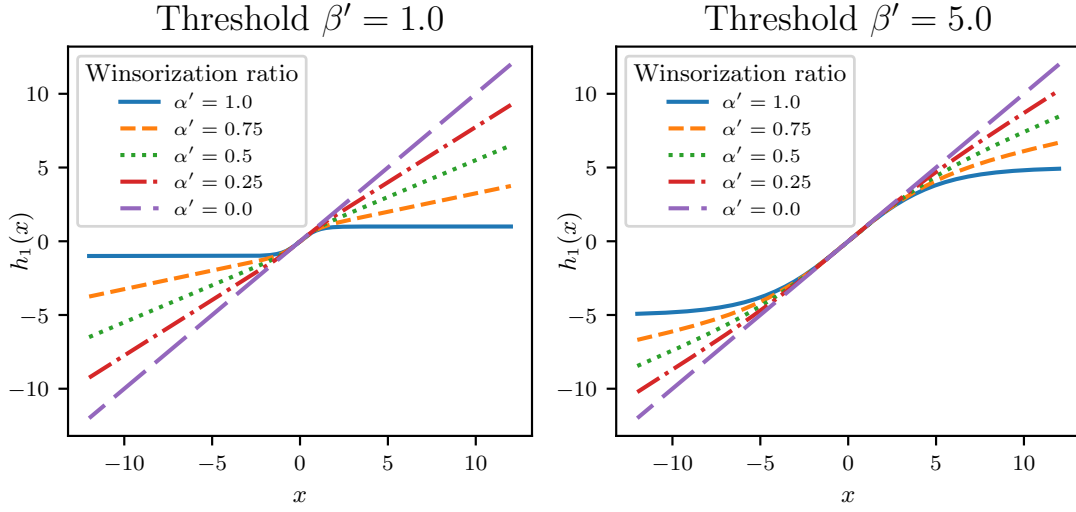 Threshold β′ = 1.0
Winsorization ratio
α′ = 1.0
α′ = 0.75
α′ = 0.5
α′ = 0.25
α′ = 0.0
10
5
0
−5
−10
h₁(x)
−10 −5 0 5 10
x
Threshold β′ = 5.0
Winsorization ratio
α′ = 1.0
α′ = 0.75
α′ = 0.5
α′ = 0.25
α′ = 0.0
10
5
0
−5
−10
h₁(x)
−10 −5 0 5 10
x